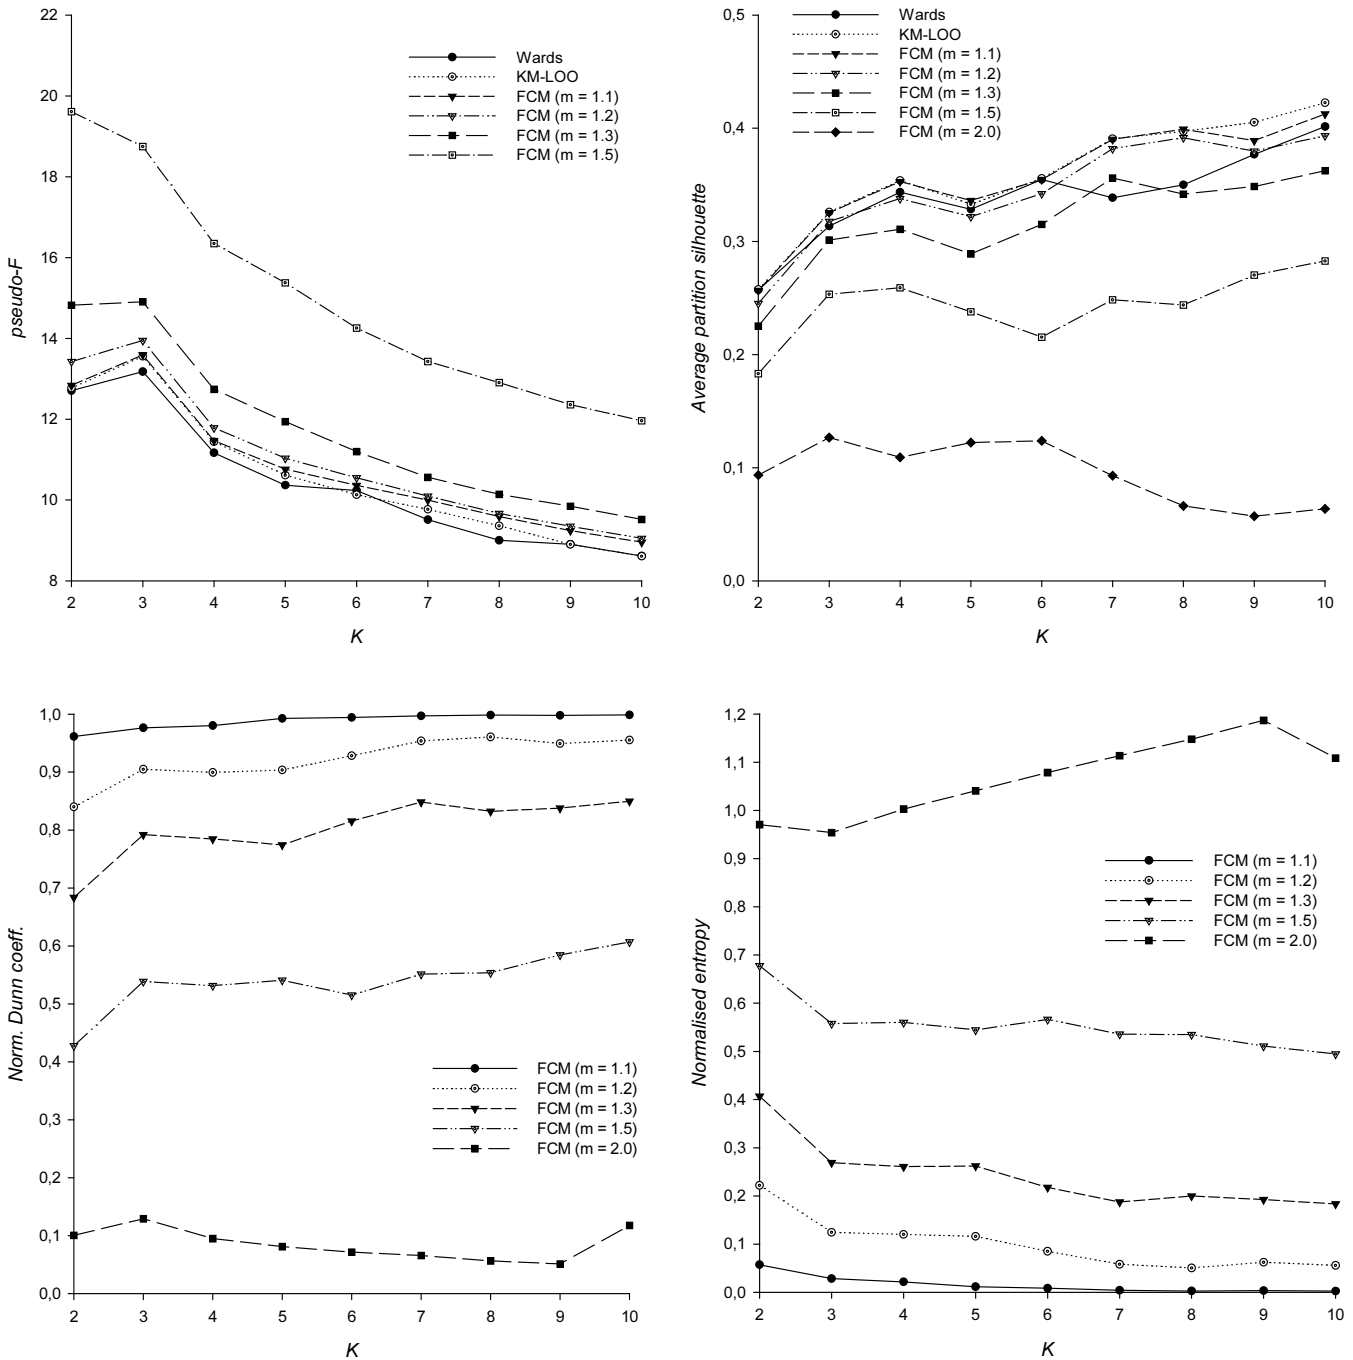 22
20
18
16
14
12
10
8
pseudo-F
2 3 4 5 6 7 8 9 10
K
Wards
KM-LOO
FCM (m = 1.1)
FCM (m = 1.2)
FCM (m = 1.3)
FCM (m = 1.5)
0,5
0,4
0,3
0,2
0,1
0,0
Average partition silhouette
2 3 4 5 6 7 8 9 10
K
Wards
KM-LOO
FCM (m = 1.1)
FCM (m = 1.2)
FCM (m = 1.3)
FCM (m = 1.5)
FCM (m = 2.0)
1,0
0,9
0,8
0,7
0,6
0,5
0,4
0,3
0,2
0,1
0,0
Norm. Dunn coeff.
2 3 4 5 6 7 8 9 10
K
FCM (m = 1.1)
FCM (m = 1.2)
FCM (m = 1.3)
FCM (m = 1.5)
FCM (m = 2.0)
1,2
1,1
1,0
0,9
0,8
0,7
0,6
0,5
0,4
0,3
0,2
0,1
0,0
Normalised entropy
2 3 4 5 6 7 8 9 10
K
FCM (m = 1.1)
FCM (m = 1.2)
FCM (m = 1.3)
FCM (m = 1.5)
FCM (m = 2.0)